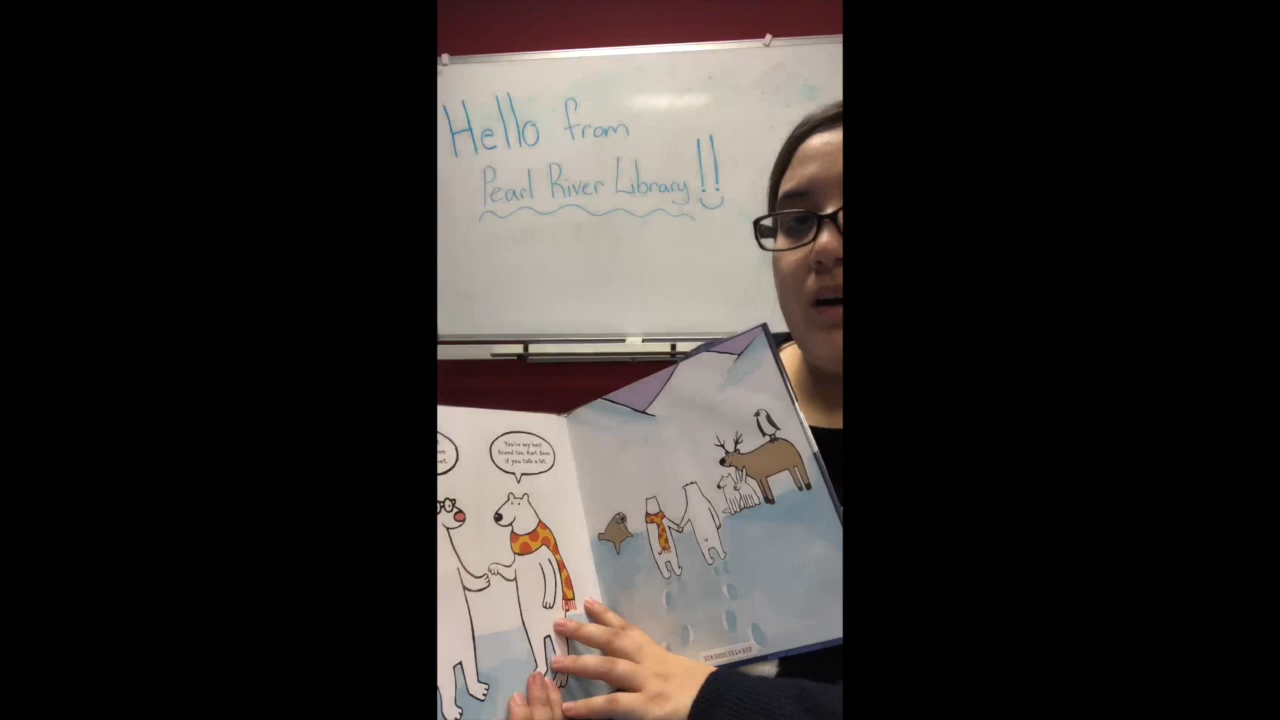 Hello from
Pearl River Library!!
You're my best
friend too, Karl. Even
if you talk a lot.